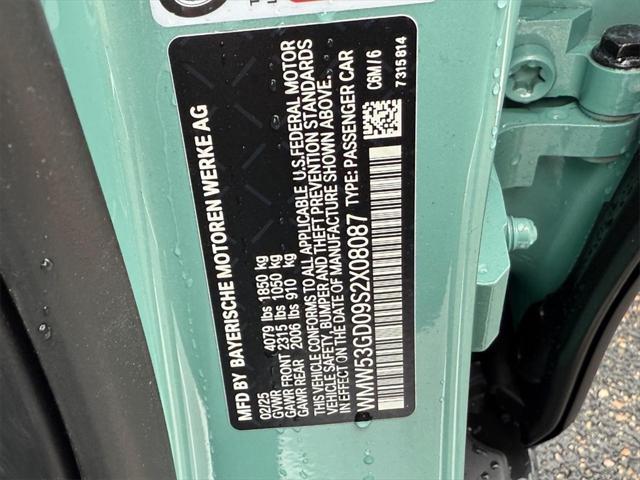 MFD BY BAYERISCHE MOTOREN WERKE AG
02/25
GVWR 4079 lbs 1850 kg
GAWR FRONT 2315 lbs 1050 kg
GAWR REAR 2006 lbs 910 kg
THIS VEHICLE CONFORMS TO ALL APPLICABLE U.S.FEDERAL MOTOR
VEHICLE SAFETY, BUMPER AND THEFT PREVENTION STANDARDS
IN EFFECT ON THE DATE OF MANUFACTURE SHOWN ABOVE.
WMW53GD09S2X08087 TYPE: PASSENGER CAR
C6M/6
7315814